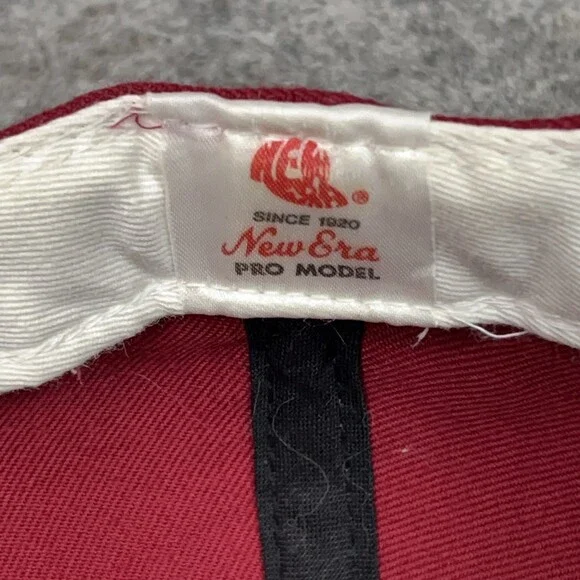 NEW
ERA
®
SINCE 1920
New Era
PRO MODEL